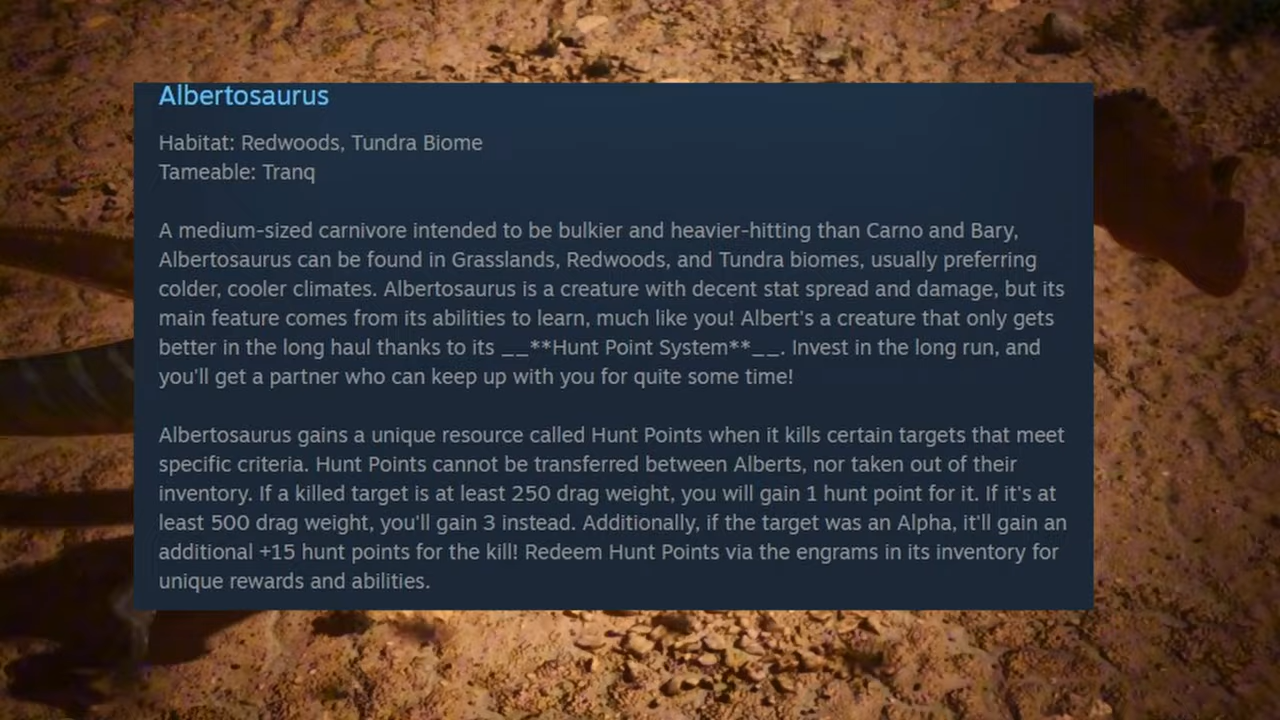 Albertosaurus
Habitat: Redwoods, Tundra Biome
Tameable: Tranq
A medium-sized carnivore intended to be bulkier and heavier-hitting than Carno and Bary,
Albertosaurus can be found in Grasslands, Redwoods, and Tundra biomes, usually preferring
colder, cooler climates. Albertosaurus is a creature with decent stat spread and damage, but its
main feature comes from its abilities to learn, much like you! Albert's a creature that only gets
better in the long haul thanks to its __**Hunt Point System**__. Invest in the long run, and
you'll get a partner who can keep up with you for quite some time!
Albertosaurus gains a unique resource called Hunt Points when it kills certain targets that meet
specific criteria. Hunt Points cannot be transferred between Alberts, nor taken out of their
inventory. If a killed target is at least 250 drag weight, you will gain 1 hunt point for it. If it's at
least 500 drag weight, you'll gain 3 instead. Additionally, if the target was an Alpha, it'll gain an
additional +15 hunt points for the kill! Redeem Hunt Points via the engrams in its inventory for
unique rewards and abilities.